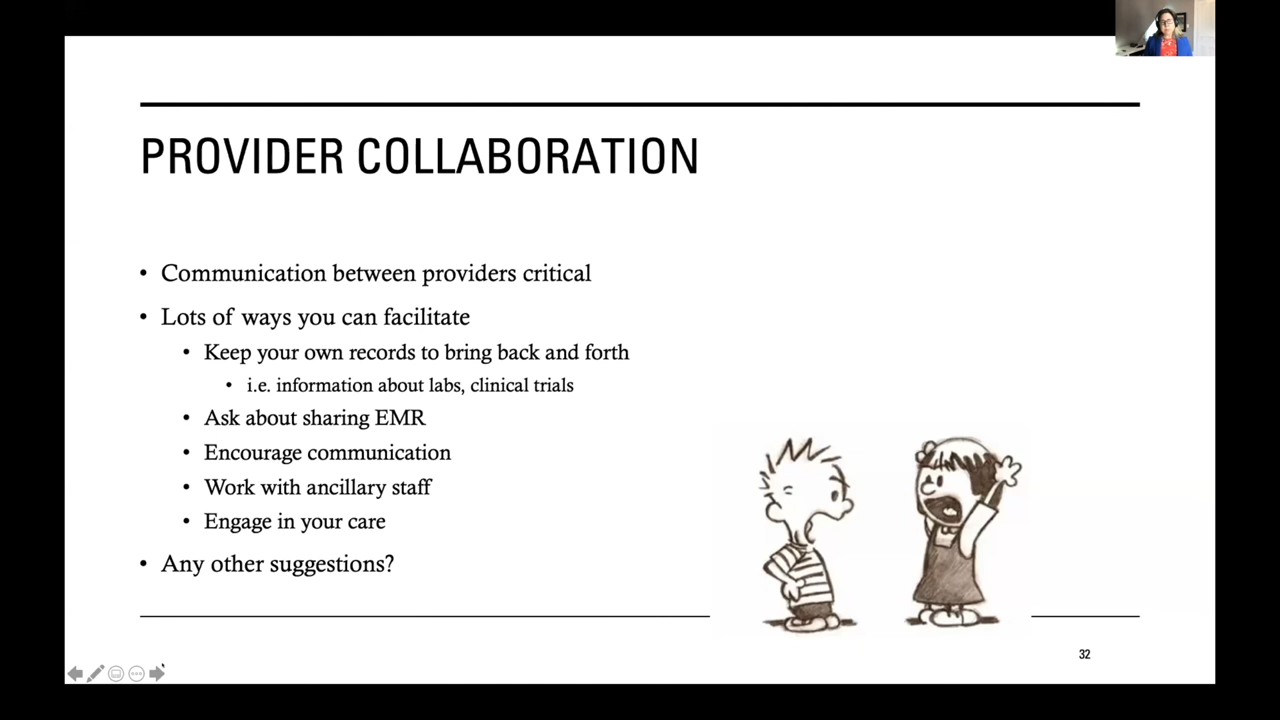 PROVIDER COLLABORATION
• Communication between providers critical
• Lots of ways you can facilitate
• Keep your own records to bring back and forth
• i.e. information about labs, clinical trials
• Ask about sharing EMR
• Encourage communication
• Work with ancillary staff
• Engage in your care
• Any other suggestions?
32